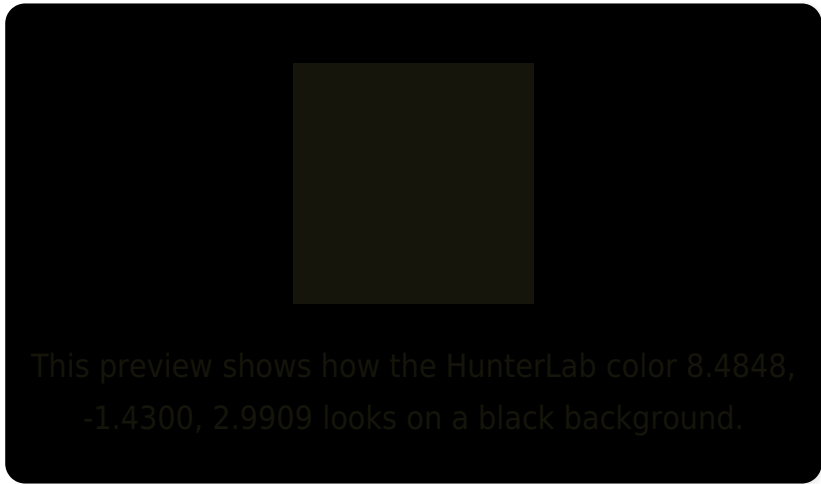 This preview shows how the HunterLab color 8.4848,
-1.4300, 2.9909 looks on a black background.